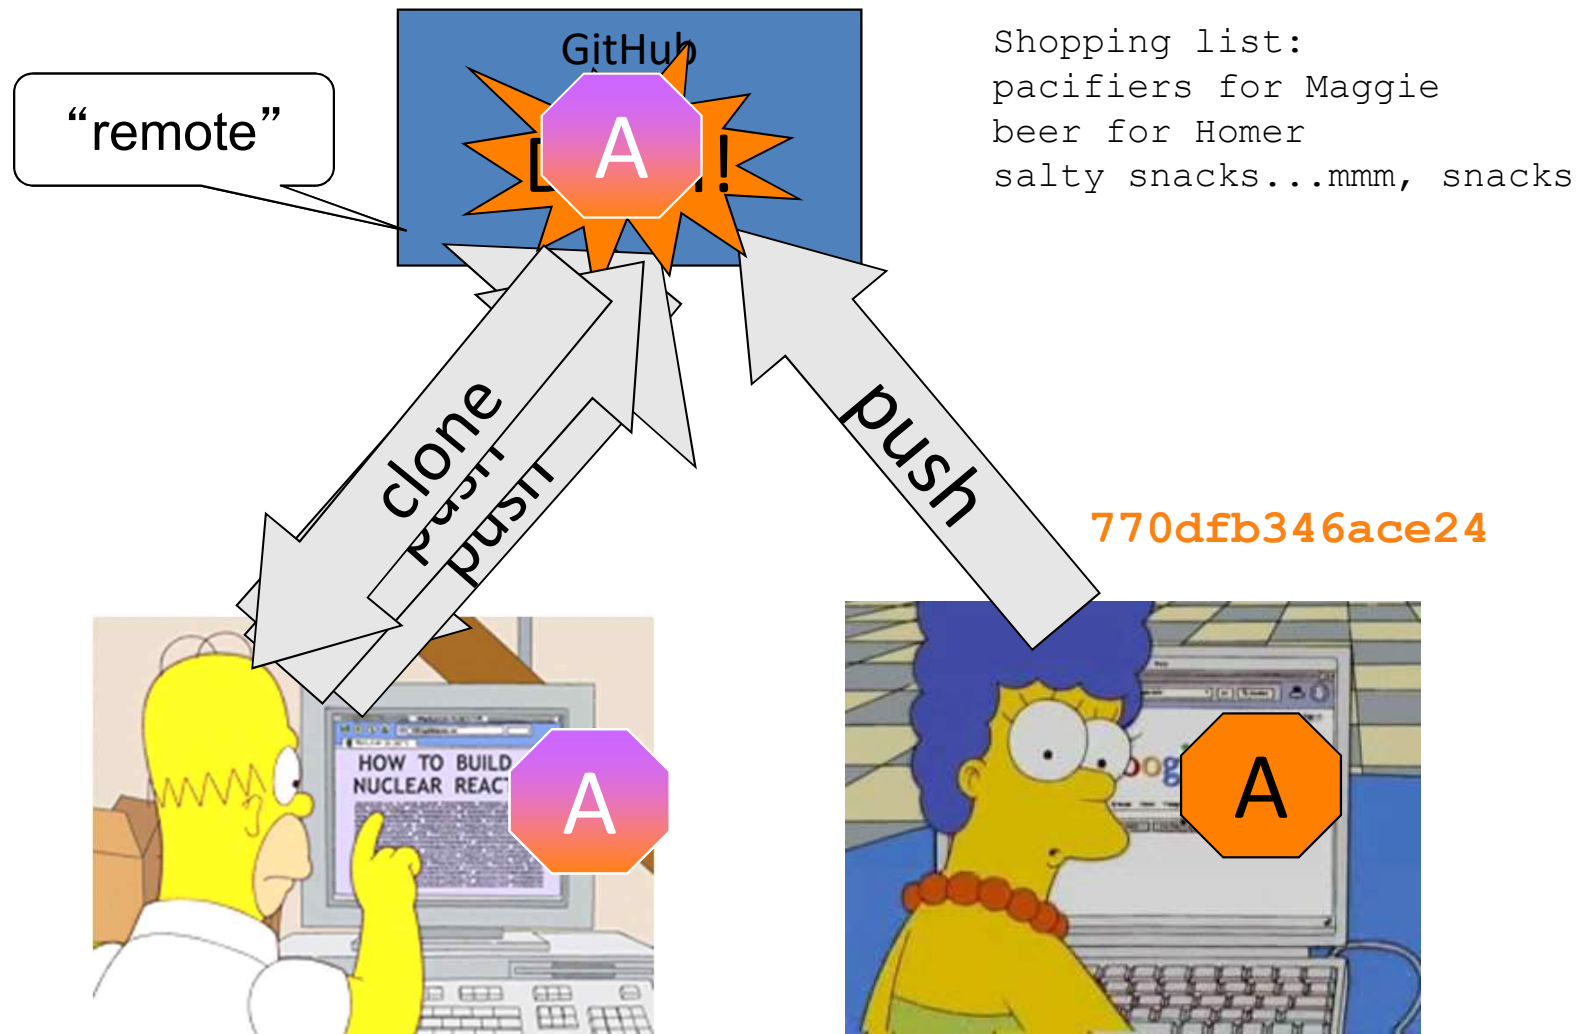 GitHub
“remote”
A
Shopping list:
pacifiers for Maggie
beer for Homer
salty snacks...mmm, snacks
clone
push
push
push
770dfb346ace24
HOW TO BUILD
NUCLEAR
A
A